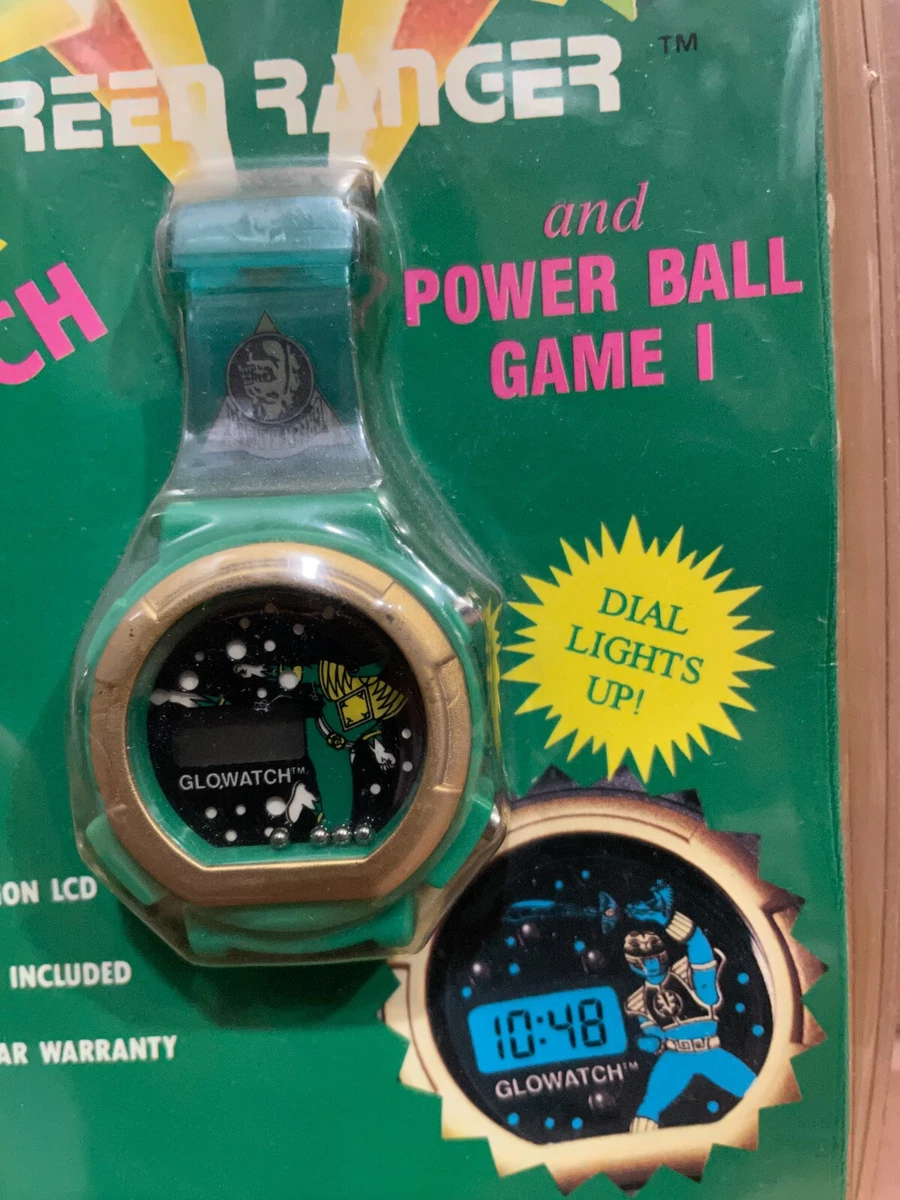 REEN RANGER ™
and
POWER BALL
GAME I
CH
DIAL
LIGHTS
UP!
GLOWATCH™
ION LCD
INCLUDED
AR WARRANTY
10:48
GLOWATCH™